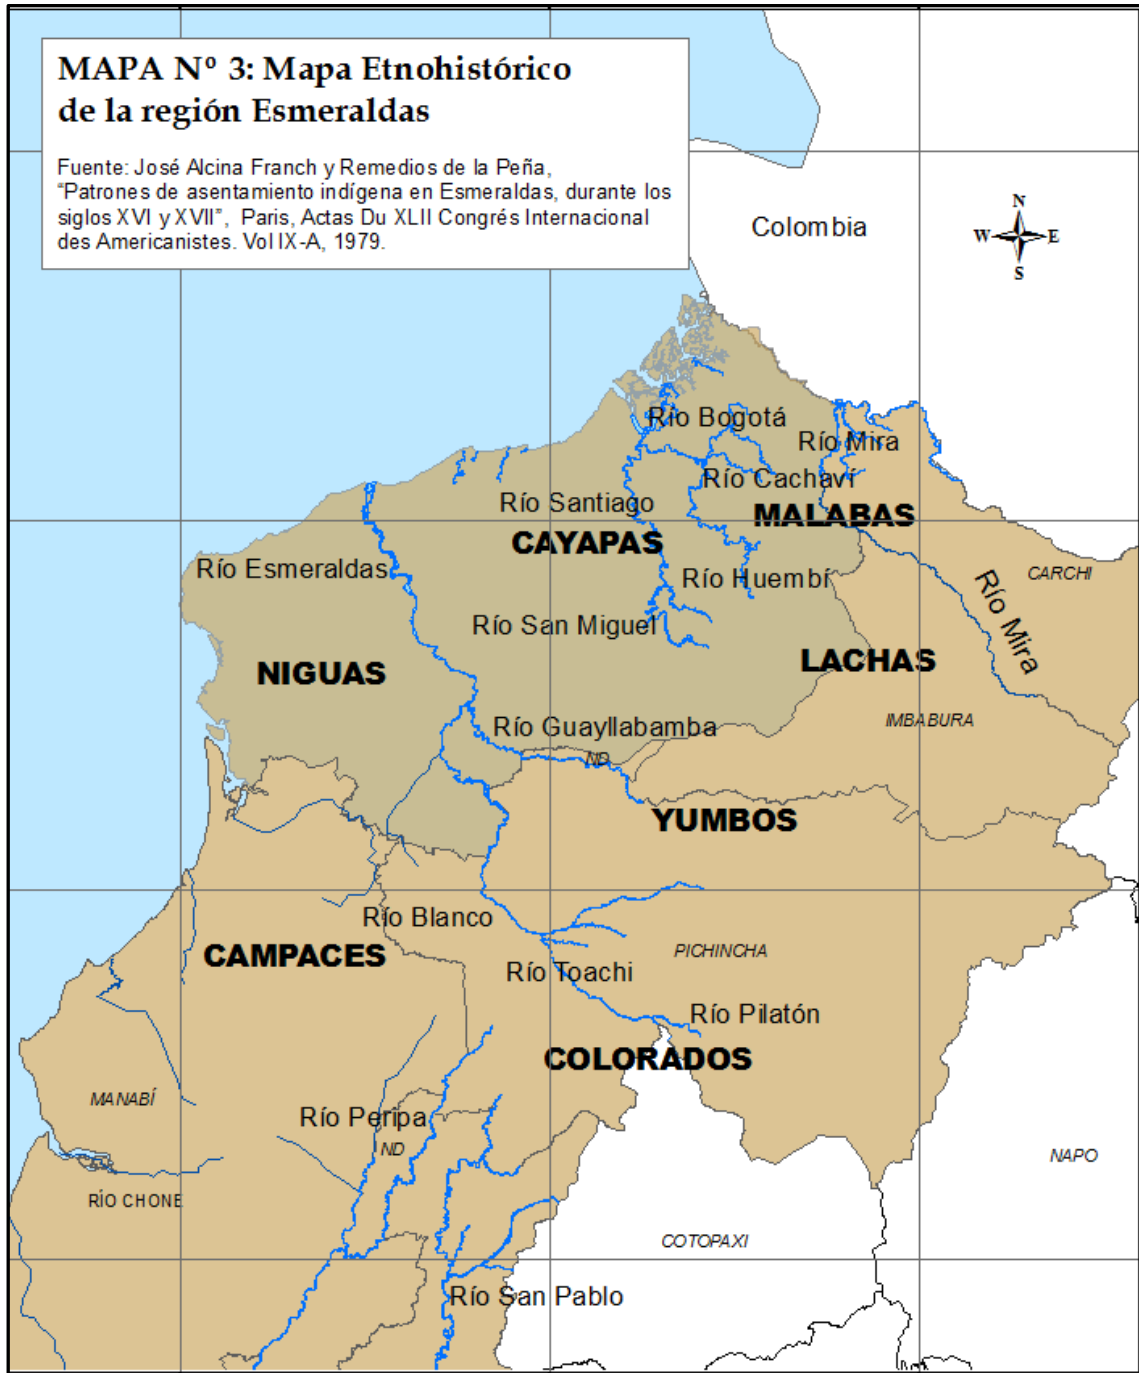 MAPA Nº 3: Mapa Etnohistórico
de la región Esmeraldas
Fuente: José Alcina Franch y Remedios de la Peña,
"Patrones de asentamiento indígena en Esmeraldas, durante los
siglos XVI y XVII", Paris, Actas Du XLII Congrés Internacional
des Americanistes. Vol IX-A, 1979.
Colombia
N
W E
S
Río Bogotá
Río Mira
Río Cachaví
Río Santiago
MALABAS
CAYAPAS
Río Esmeraldas
Río Huembí
CARCHI
Río Mira
Río San Miguel
LACHAS
NIGUAS
IMBABURA
Río Guayllabamba
ND
YUMBOS
Río Blanco
CAMPACES
PICHINCHA
Río Toachi
Río Pilatón
COLORADOS
MANABÍ
Río Peripa
ND
NAPO
RÍO CHONE
COTOPAXI
Río San Pablo